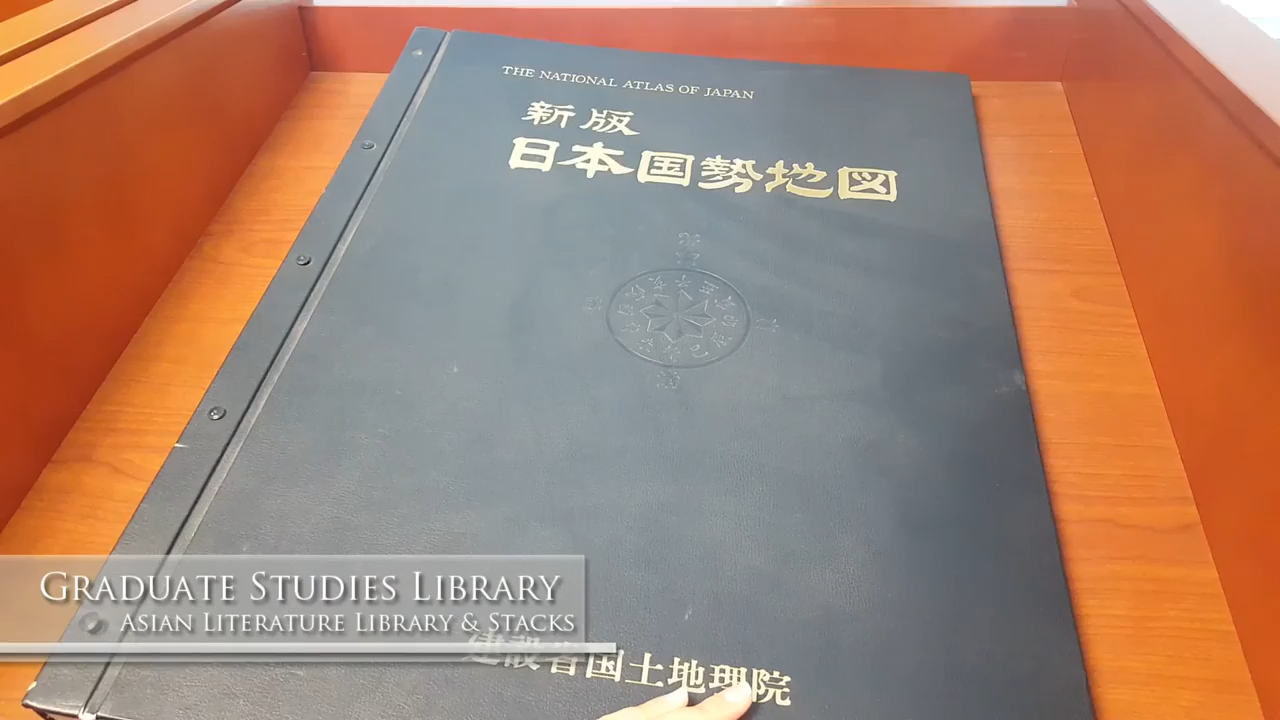 THE NATIONAL ATLAS OF JAPAN
新版
日本国勢地図
GRADUATE STUDIES LIBRARY
ASIAN LITERATURE LIBRARY & STACKS
建設省国土地理院